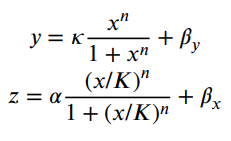 y = κ xⁿ / (1 + xⁿ) + β_y
z = α (x/K)ⁿ / (1 + (x/K)ⁿ) + β_x